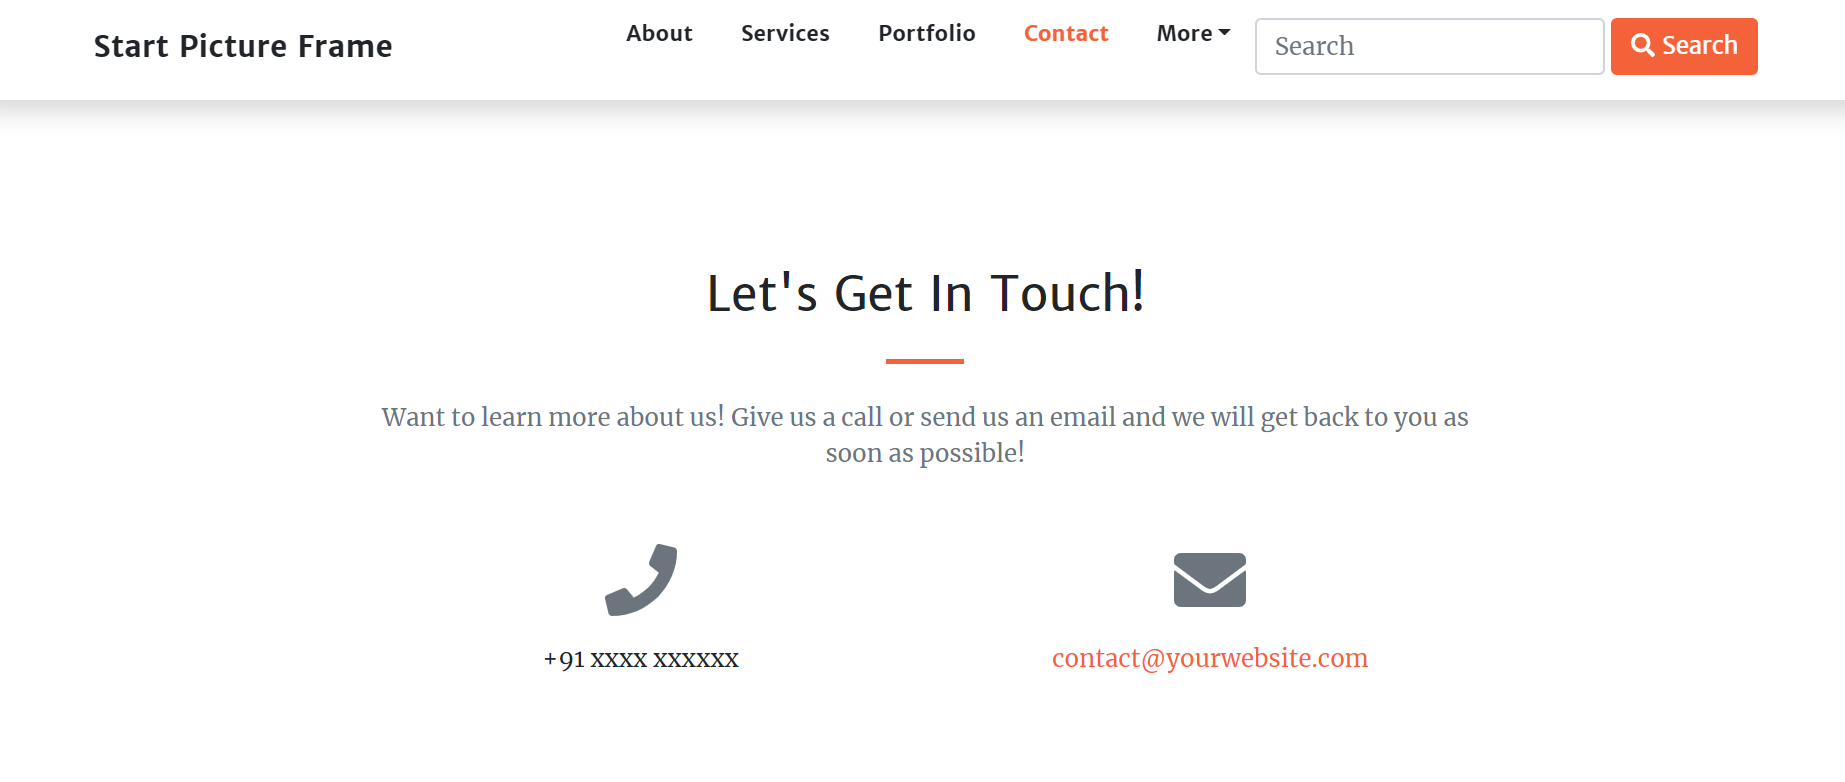 Start Picture Frame
About Services Portfolio Contact More Search Search
Let's Get In Touch!
Want to learn more about us! Give us a call or send us an email and we will get back to you as
soon as possible!
+91 xxxx xxxxxx
contact@yourwebsite.com